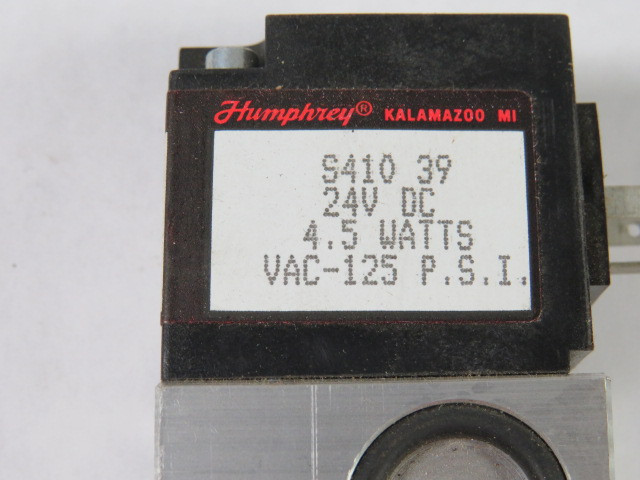 Humphrey® KALAMAZOO MI
S410 39
24V DC
4.5 WATTS
VAC-125 P.S.I.